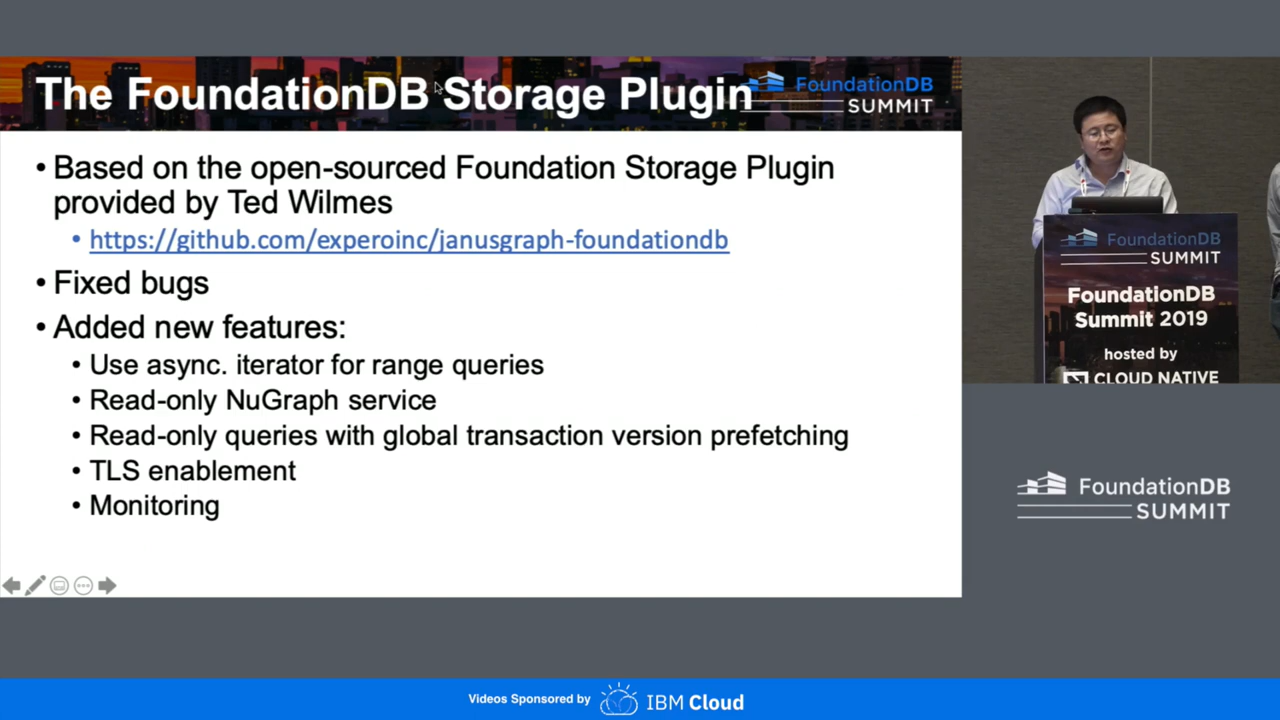 The FoundationDB Storage Plugin
FoundationDB
SUMMIT
• Based on the open-sourced Foundation Storage Plugin
provided by Ted Wilmes
• https://github.com/experoinc/janusgraph-foundationdb
• Fixed bugs
• Added new features:
• Use async. iterator for range queries
• Read-only NuGraph service
• Read-only queries with global transaction version prefetching
• TLS enablement
• Monitoring
FoundationDB
SUMMIT
FoundationDB
Summit 2019
hosted by
CLOUD NATIVE
FoundationDB
SUMMIT
Videos Sponsored by IBM Cloud